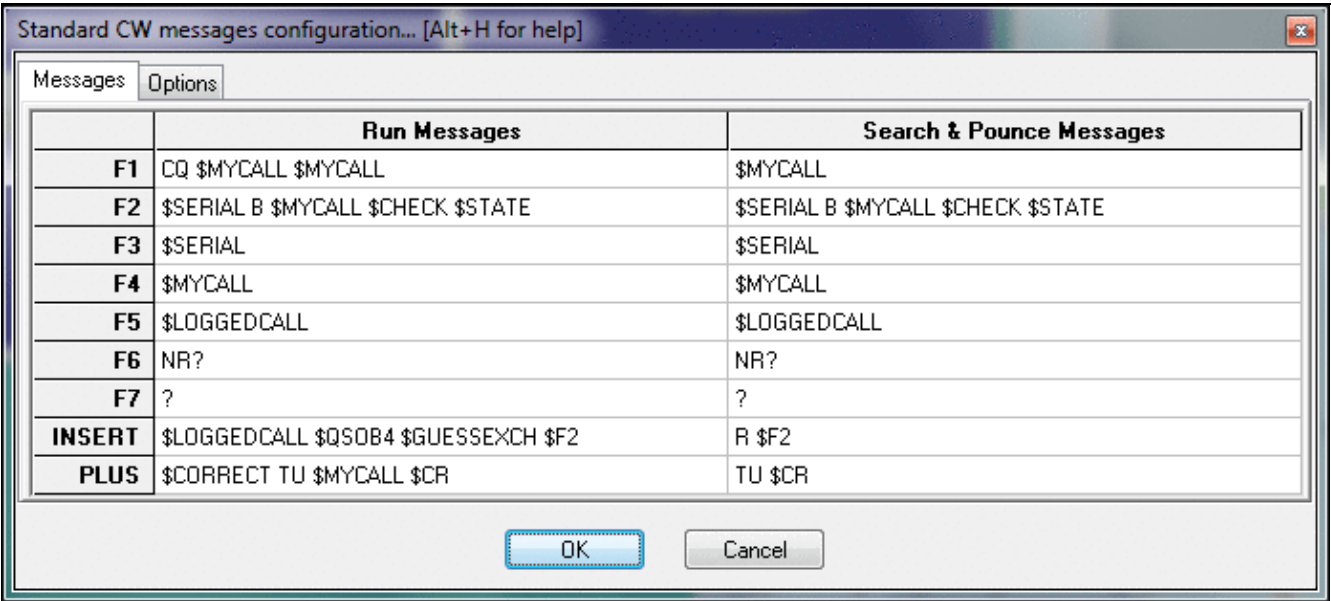 Standard CW messages configuration... [Alt+H for help]
Messages Options
Run Messages Search & Pounce Messages
F1 CQ $MYCALL $MYCALL $MYCALL
F2 $SERIAL B $MYCALL $CHECK $STATE $SERIAL B $MYCALL $CHECK $STATE
F3 $SERIAL $SERIAL
F4 $MYCALL $MYCALL
F5 $LOGGEDCALL $LOGGEDCALL
F6 NR? NR?
F7 ? ?
INSERT $LOGGEDCALL $QSOB4 $GUESSEXCH $F2 R $F2
PLUS $CORRECT TU $MYCALL $CR TU $CR
OK Cancel